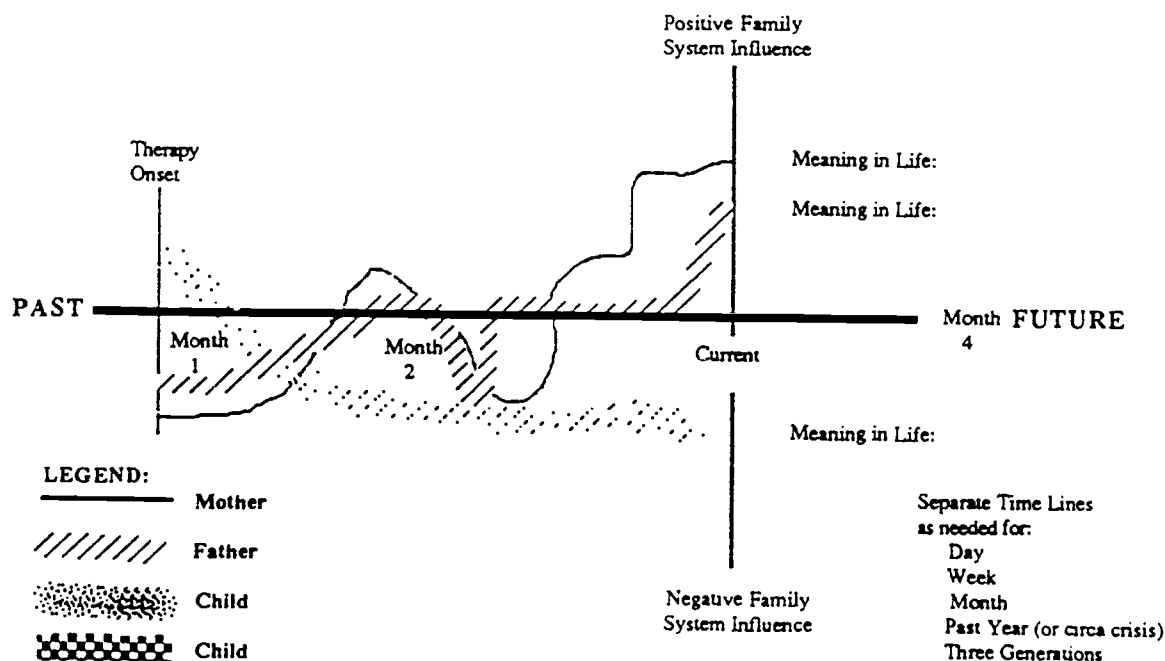 Positive Family
System Influence
Therapy
Onset
Meaning in Life:
Meaning in Life:
PAST
Month
1
Month
2
Current
Month
4
FUTURE
Meaning in Life:
LEGEND:
Mother
Father
Child
Child
Negative Family
System Influence
Separate Time Lines
as needed for:
Day
Week
Month
Past Year (or circa crisis)
Three Generations